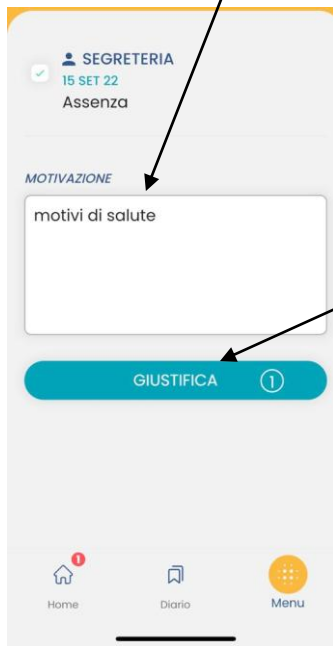 SEGRETERIA
15 SET 22
Assenza
MOTIVAZIONE
motivi di salute
GIUSTIFICA 1
1
Home Diario Menu